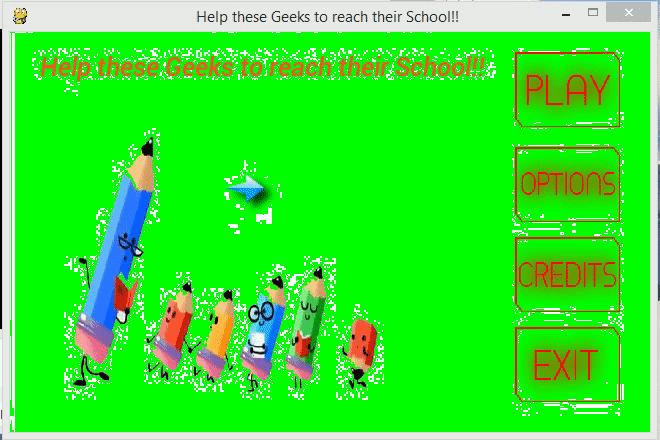 Help these Geeks to reach their School!!
Help these Geeks to reach their School!!
PLAY
OPTIONS
CREDITS
EXIT